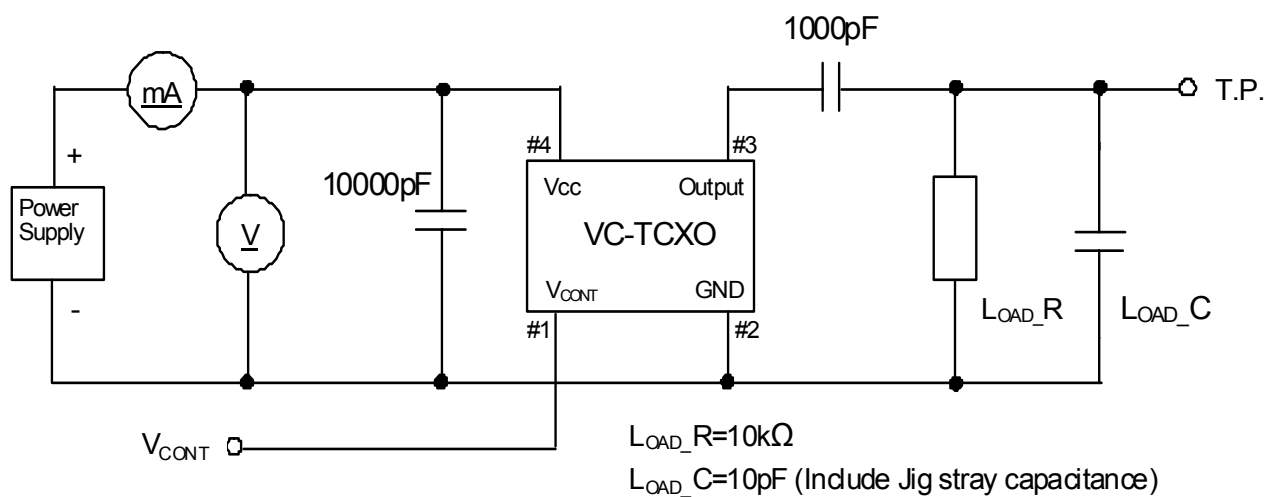 1000pF
mA
T.P.
#4
#3
+
10000pF
Vcc
Output
Power
Supply
V
VC-TCXO
VCONT
GND
-
#1
#2
LOAD_R
LOAD_C
VCONT
LOAD_R=10kΩ
LOAD_C=10pF (Include Jig stray capacitance)